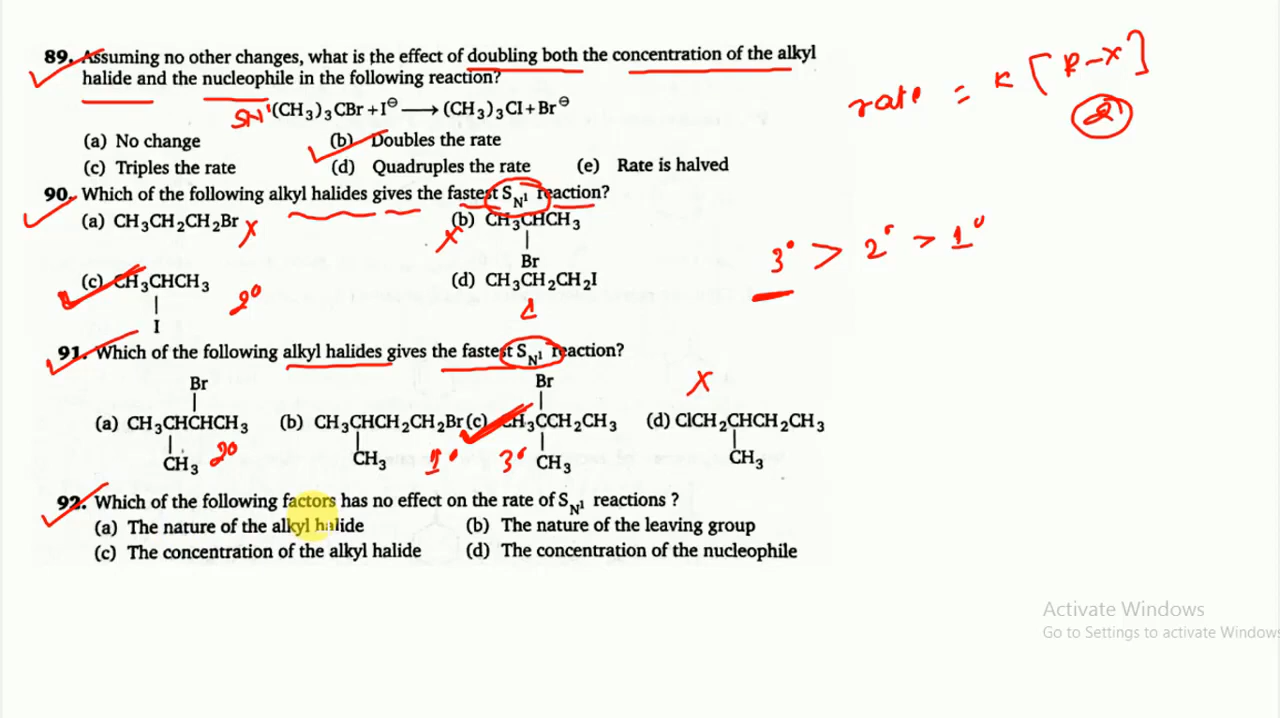 89. Assuming no other changes, what is the effect of doubling both the concentration of the alkyl
halide and the nucleophile in the following reaction?
rate = K [R-X]
2
SN¹ (CH₃)₃CBr + I⊖ ⟶ (CH₃)₃CI + Br⊖
(a) No change (b) Doubles the rate
(c) Triples the rate (d) Quadruples the rate (e) Rate is halved
90. Which of the following alkyl halides gives the fastest S_N¹ reaction?
(a) CH₃CH₂CH₂Br X X (b) CH₃CHCH₃
|
Br
3° > 2° > 1°
(c) CH₃CHCH₃ 2° (d) CH₃CH₂CH₂I
|
I
91. Which of the following alkyl halides gives the fastest S_N¹ reaction?
Br Br X
| |
(a) CH₃CHCHCH₃ (b) CH₃CHCH₂CH₂Br (c) CH₃CCH₂CH₃ (d) ClCH₂CHCH₂CH₃
| | | |
CH₃ 2° CH₃ 1° 3° CH₃ CH₃
92. Which of the following factors has no effect on the rate of S_N¹ reactions ?
(a) The nature of the alkyl halide (b) The nature of the leaving group
(c) The concentration of the alkyl halide (d) The concentration of the nucleophile
Activate Windows
Go to Settings to activate Windows